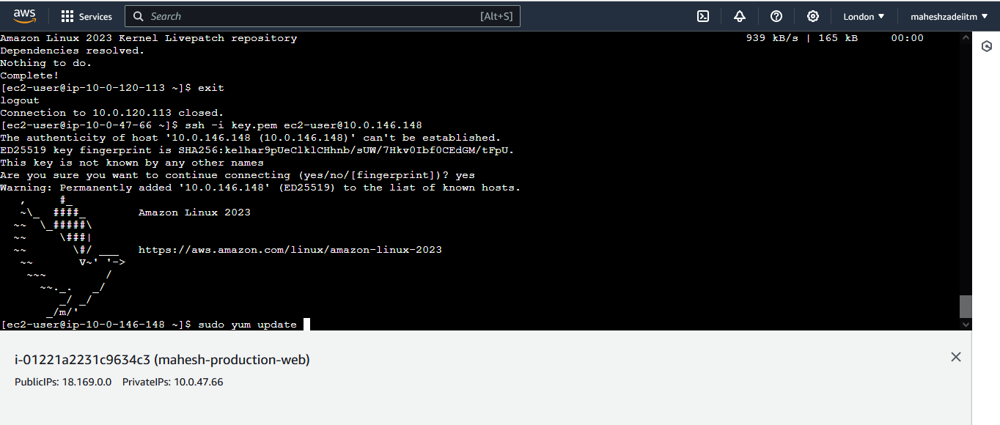 aws Services Search [Alt+S] London maheshzadeiitm
Amazon Linux 2023 Kernel Livepatch repository 939 kB/s | 165 kB 00:00
Dependencies resolved.
Nothing to do.
Complete!
[ec2-user@ip-10-0-120-113 ~]$ exit
logout
Connection to 10.0.120.113 closed.
[ec2-user@ip-10-0-47-66 ~]$ ssh -i key.pem ec2-user@10.0.146.148
The authenticity of host '10.0.146.148 (10.0.146.148)' can't be established.
ED25519 key fingerprint is SHA256:kelhar9pUeClklCHhnb/sUW/7Hkv0Ibf0CEdGM/tFpU.
This key is not known by any other names
Are you sure you want to continue connecting (yes/no/[fingerprint])? yes
Warning: Permanently added '10.0.146.148' (ED25519) to the list of known hosts.
   ,     #_
   ~\_  ####_        Amazon Linux 2023
  ~~  \_#####\
  ~~     \###|
  ~~       \#/ ___   https://aws.amazon.com/linux/amazon-linux-2023
   ~~       V~' '->
    ~~~         /
      ~~._.   _/
         _/ _/
       _/m/'
[ec2-user@ip-10-0-146-148 ~]$ sudo yum update
i-01221a2231c9634c3 (mahesh-production-web)
PublicIPs: 18.169.0.0 PrivateIPs: 10.0.47.66